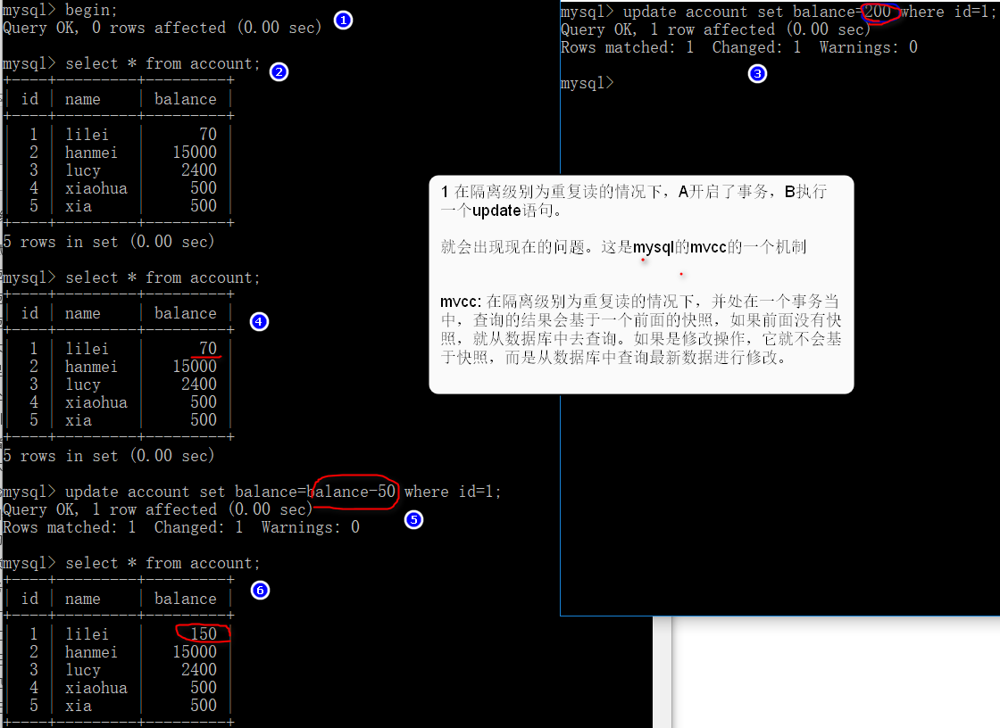 mysql> begin;
Query OK, 0 rows affected (0.00 sec)
1
mysql> select * from account;
2
+----+---------+---------+
| id | name | balance |
+----+---------+---------+
| 1 | lilei | 70 |
| 2 | hanmei | 15000 |
| 3 | lucy | 2400 |
| 4 | xiaohua | 500 |
| 5 | xia | 500 |
+----+---------+---------+
5 rows in set (0.00 sec)
mysql> select * from account;
+----+---------+---------+
| id | name | balance |
4
+----+---------+---------+
| 1 | lilei | 70 |
| 2 | hanmei | 15000 |
| 3 | lucy | 2400 |
| 4 | xiaohua | 500 |
| 5 | xia | 500 |
+----+---------+---------+
5 rows in set (0.00 sec)
mysql> update account set balance=balance-50 where id=1;
Query OK, 1 row affected (0.00 sec)
5
Rows matched: 1 Changed: 1 Warnings: 0
mysql> select * from account;
+----+---------+---------+
6
| id | name | balance |
+----+---------+---------+
| 1 | lilei | 150 |
| 2 | hanmei | 15000 |
| 3 | lucy | 2400 |
| 4 | xiaohua | 500 |
| 5 | xia | 500 |
+----+---------+---------+
mysql> update account set balance=200 where id=1;
Query OK, 1 row affected (0.00 sec)
Rows matched: 1 Changed: 1 Warnings: 0
3
mysql>
1 在隔离级别为重复读的情况下，A开启了事务，B执行
一个update语句。
就会出现现在的问题。这是mysql的mvcc的一个机制
mvcc: 在隔离级别为重复读的情况下，并处在一个事务当
中，查询的结果会基于一个前面的快照，如果前面没有快
照，就从数据库中去查询。如果是修改操作，它就不会基
于快照，而是从数据库中查询最新数据进行修改。